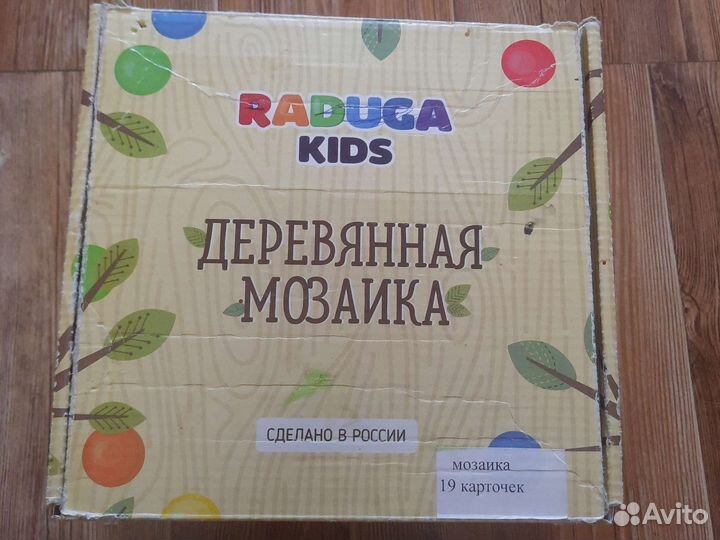 RADUGA
KIDS
ДЕРЕВЯННАЯ
МОЗАИКА
СДЕЛАНО В РОССИИ
мозаика
19 карточек
Avito